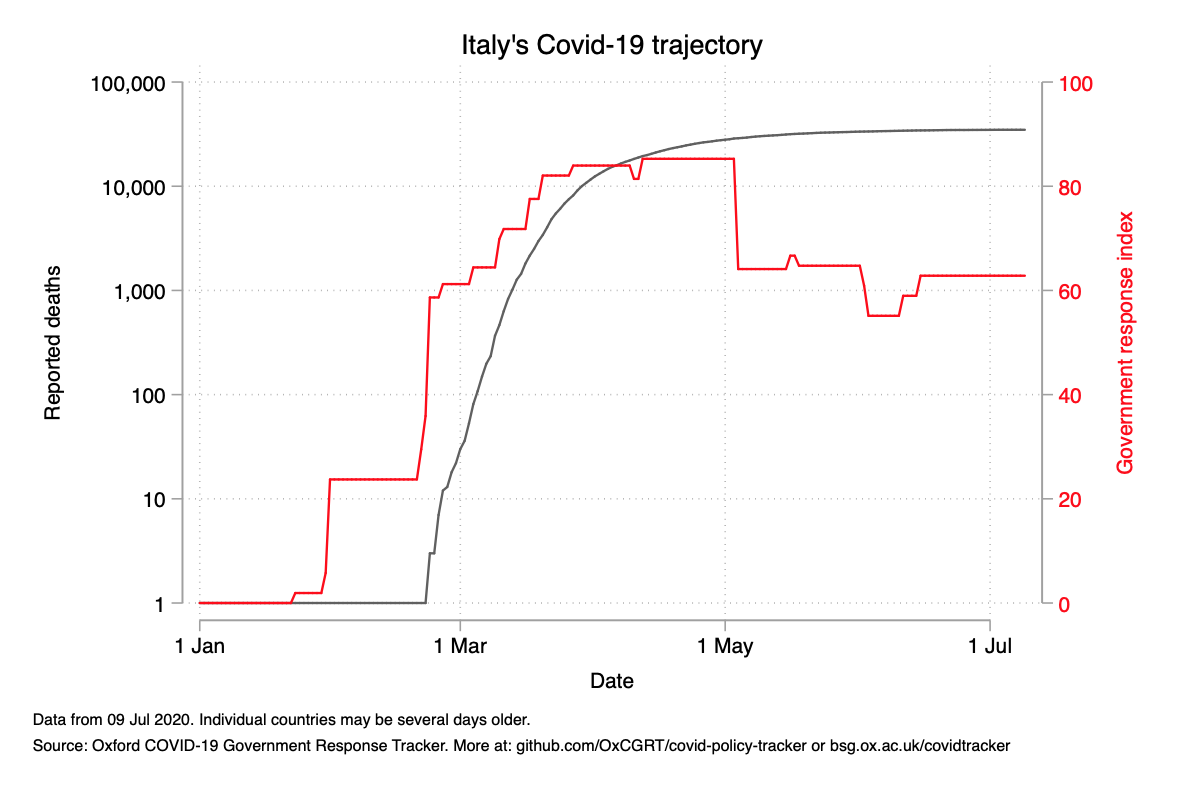 Italy's Covid-19 trajectory
100,000
10,000
1,000
100
10
1
Reported deaths
100
80
60
40
20
0
Government response index
1 Jan
1 Mar
1 May
1 Jul
Date
Data from 09 Jul 2020. Individual countries may be several days older.
Source: Oxford COVID-19 Government Response Tracker. More at: github.com/OxCGRT/covid-policy-tracker or bsg.ox.ac.uk/covidtracker